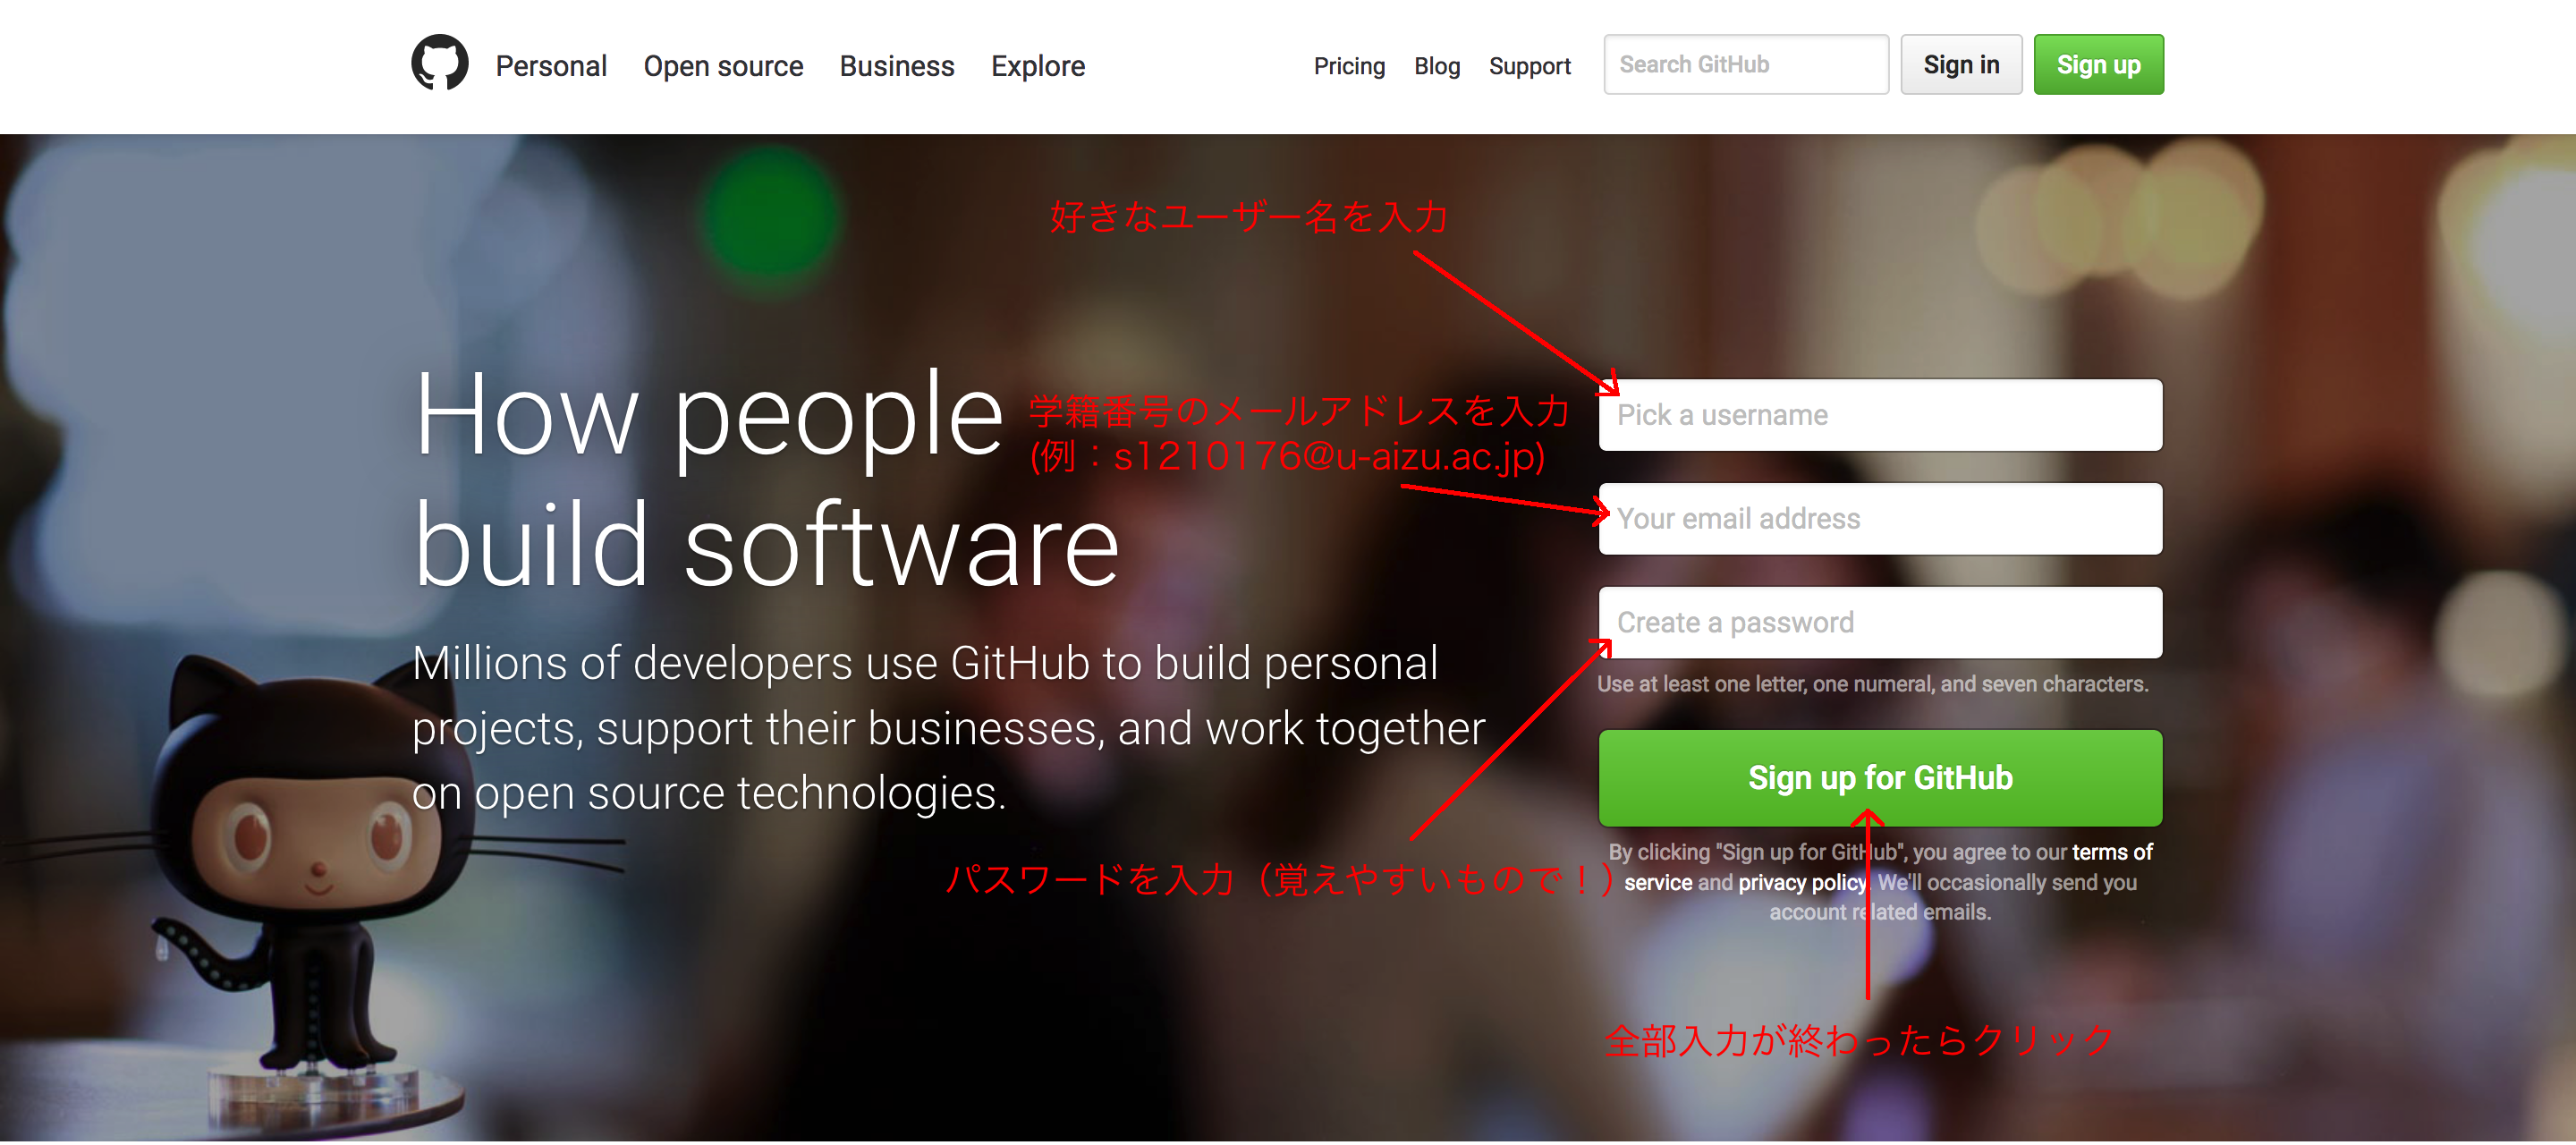 Personal Open source Business Explore Pricing Blog Support Search GitHub Sign in Sign up
好きなユーザー名を入力
How people
build software
学籍番号のメールアドレスを入力
(例：s1210176@u-aizu.ac.jp)
Millions of developers use GitHub to build personal
projects, support their businesses, and work together
on open source technologies.
Pick a username
Your email address
Create a password
Use at least one letter, one numeral, and seven characters.
Sign up for GitHub
パスワードを入力（覚えやすいもので！）
By clicking "Sign up for GitHub", you agree to our terms of
service and privacy policy. We'll occasionally send you
account related emails.
全部入力が終わったらクリック